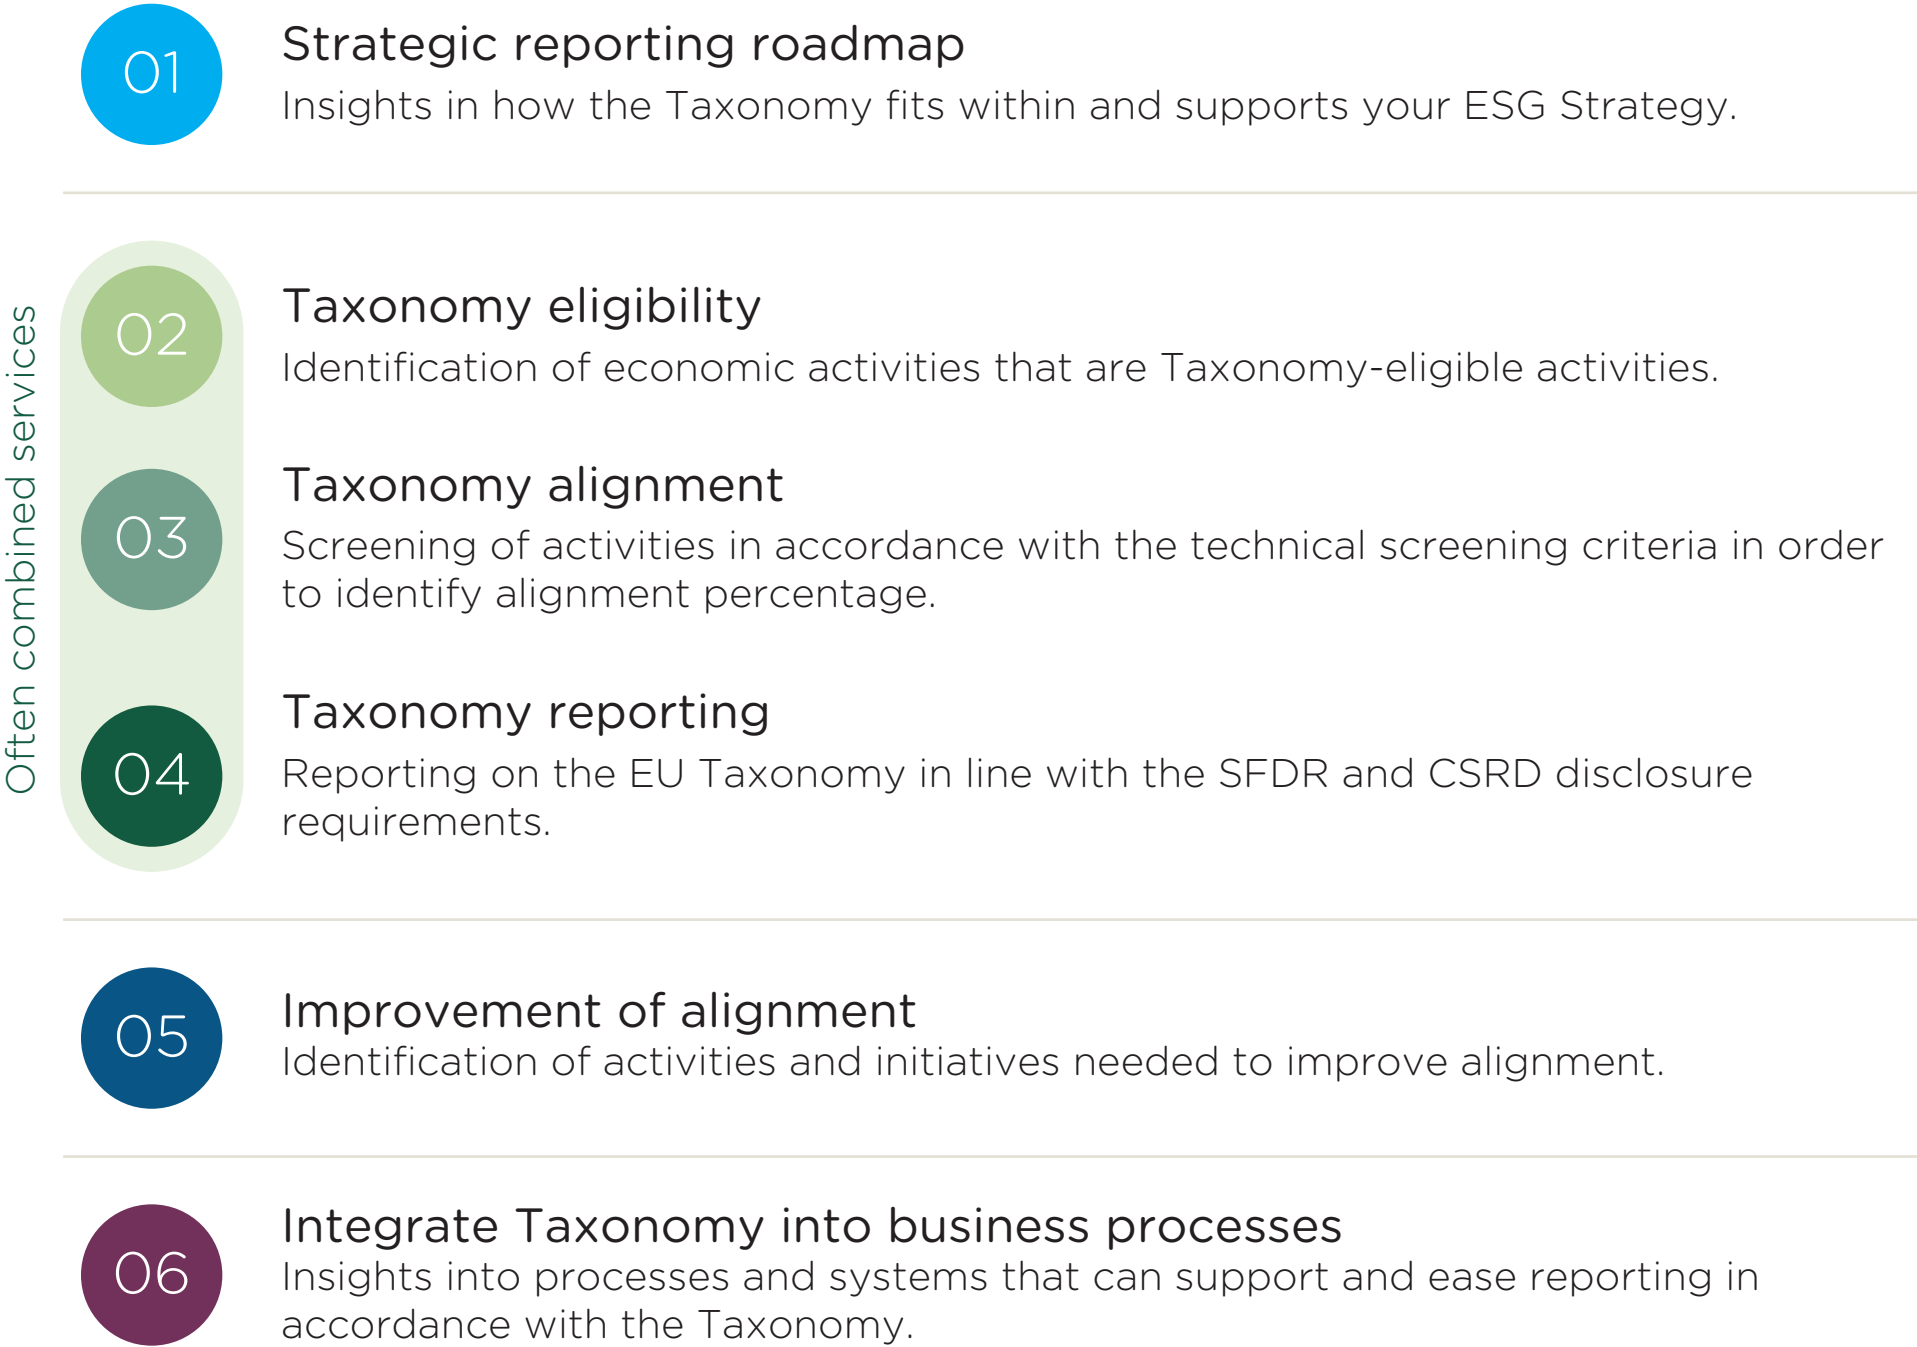 01
Strategic reporting roadmap
Insights in how the Taxonomy fits within and supports your ESG Strategy.
Often combined services
02
Taxonomy eligibility
Identification of economic activities that are Taxonomy-eligible activities.
03
Taxonomy alignment
Screening of activities in accordance with the technical screening criteria in order
to identify alignment percentage.
04
Taxonomy reporting
Reporting on the EU Taxonomy in line with the SFDR and CSRD disclosure
requirements.
05
Improvement of alignment
Identification of activities and initiatives needed to improve alignment.
06
Integrate Taxonomy into business processes
Insights into processes and systems that can support and ease reporting in
accordance with the Taxonomy.